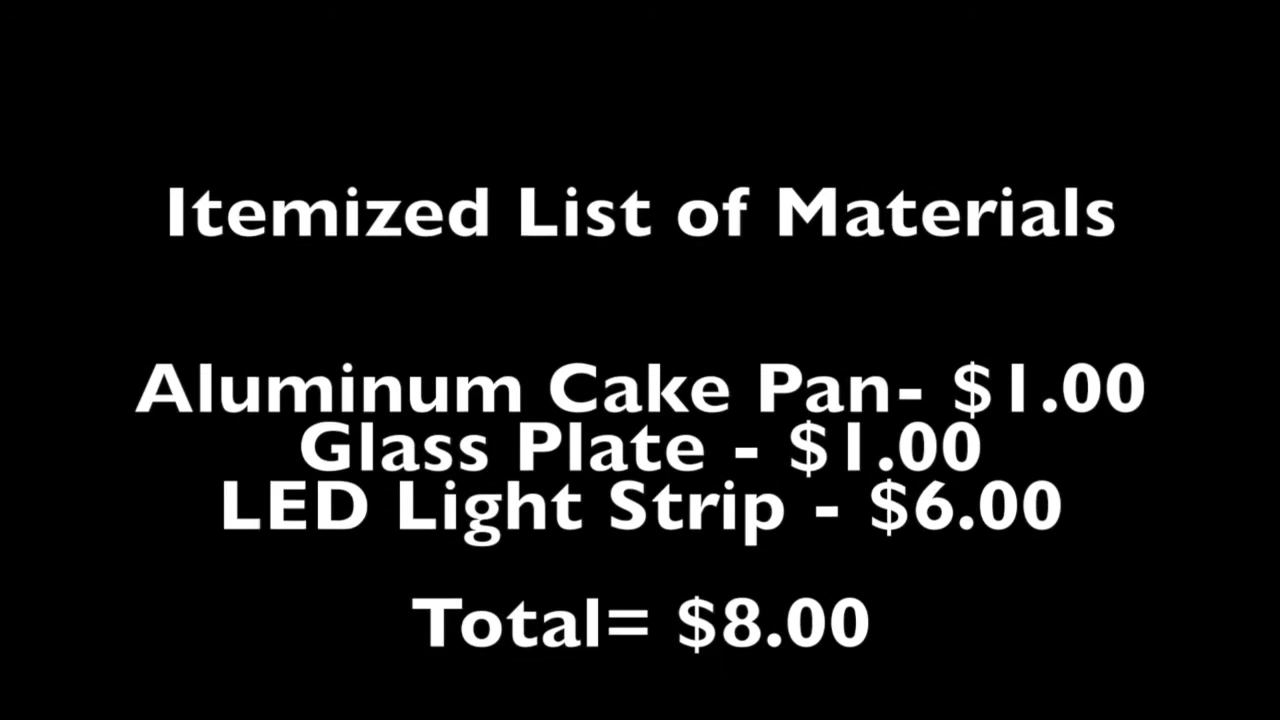 Itemized List of Materials
Aluminum Cake Pan- $1.00
Glass Plate - $1.00
LED Light Strip - $6.00
Total= $8.00